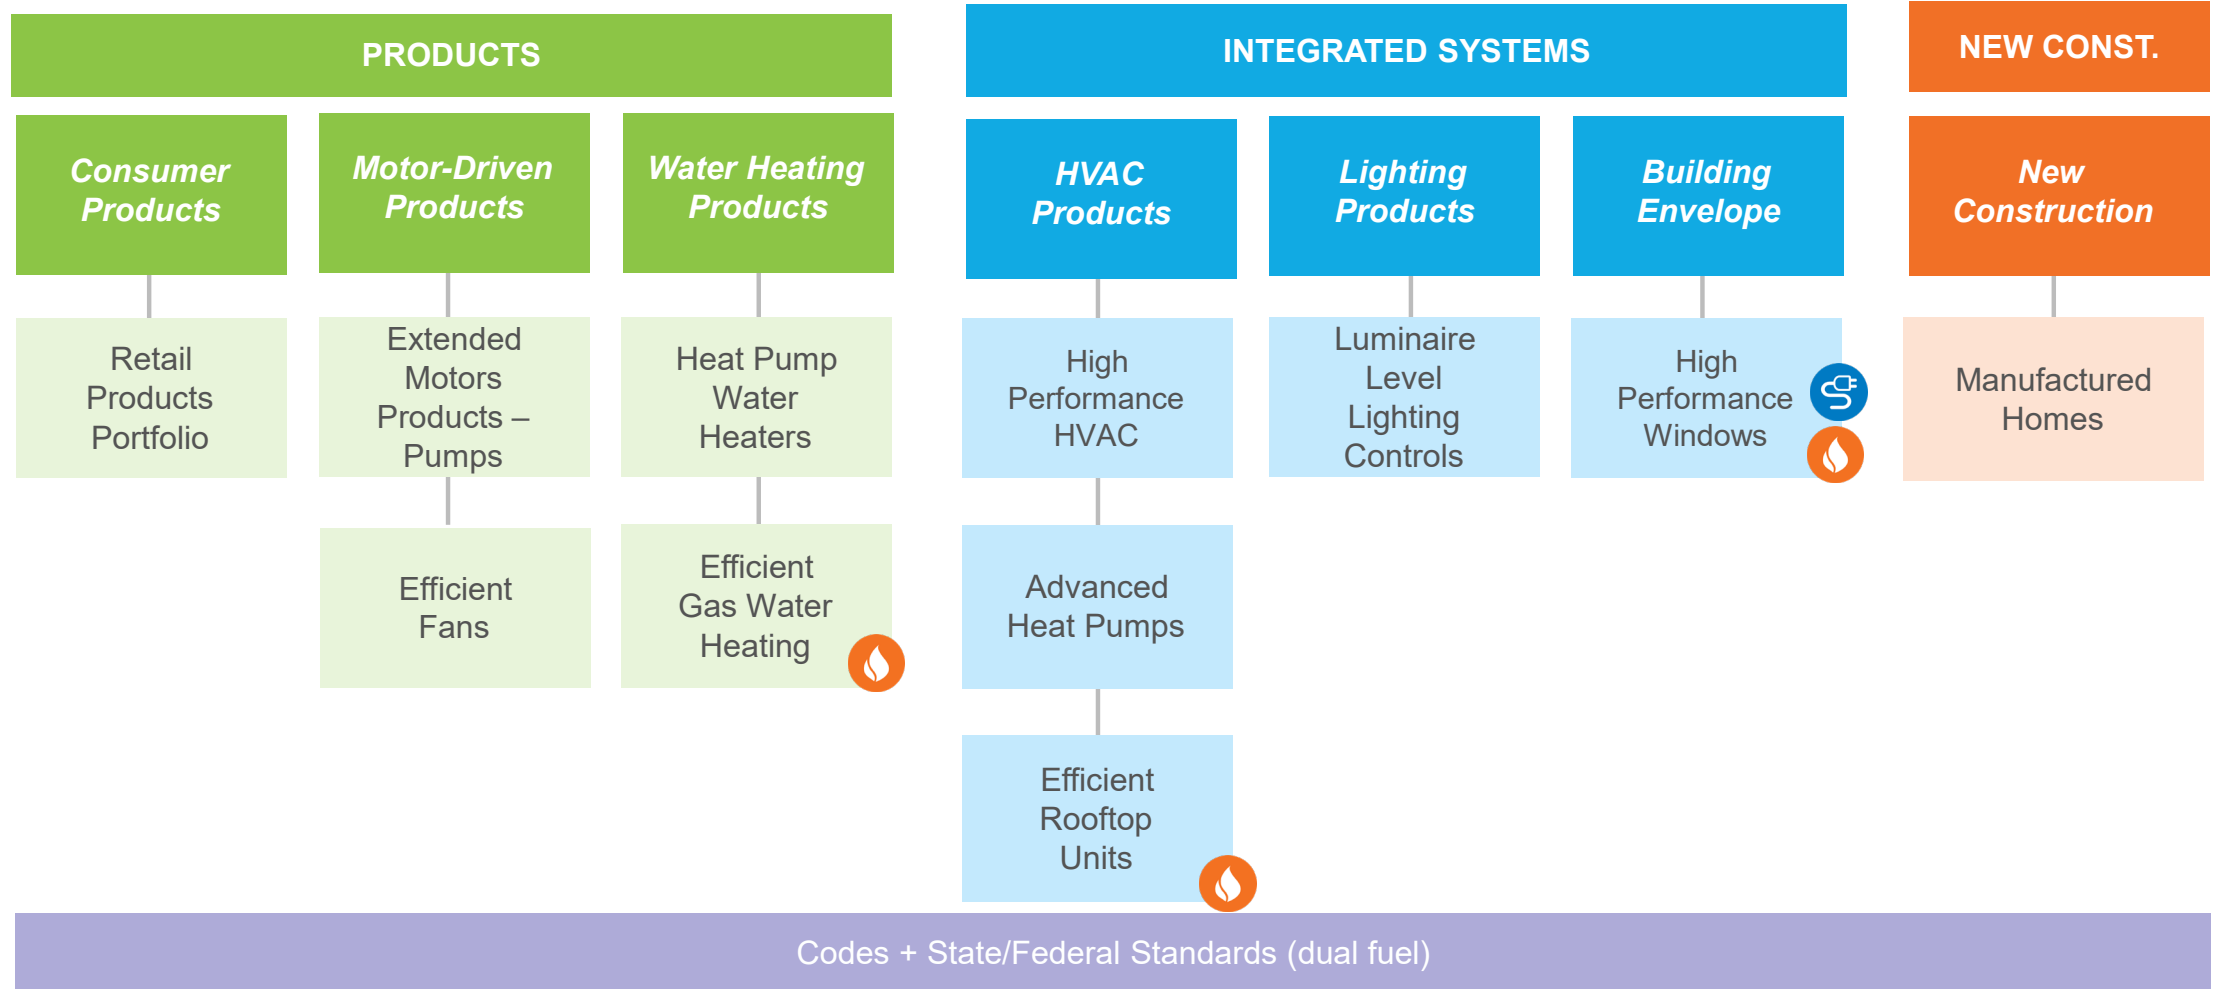 PRODUCTS
INTEGRATED SYSTEMS
NEW CONST.
Consumer
Products
Motor-Driven
Products
Water Heating
Products
HVAC
Products
Lighting
Products
Building
Envelope
New
Construction
Retail
Products
Portfolio
Extended
Motors
Products –
Pumps
Heat Pump
Water
Heaters
High
Performance
HVAC
Luminaire
Level
Lighting
Controls
High
Performance
Windows
Manufactured
Homes
Efficient
Fans
Efficient
Gas Water
Heating
Advanced
Heat Pumps
Efficient
Rooftop
Units
Codes + State/Federal Standards (dual fuel)